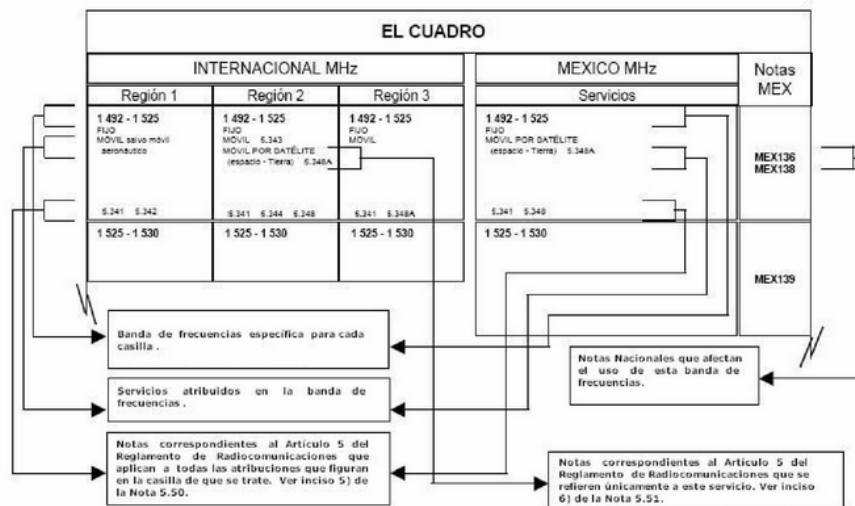 EL CUADRO
INTERNACIONAL MHz
MEXICO MHz
Notas
MEX
Región 1
Región 2
Región 3
Servicios
1 492 - 1 525
FIJO
MÓVIL salvo móvil
aeronáutico
5.341 5.342
1 492 - 1 525
FIJO
MÓVIL 5.343
MÓVIL POR SATÉLITE
(espacio - Tierra) 5.348A
5.341 5.344 5.348
1 492 - 1 525
FIJO
MÓVIL
5.341 5.348A
1 492 - 1 525
FIJO
MÓVIL POR SATÉLITE
(espacio - Tierra) 5.348A
5.341 5.348
MEX136
MEX138
1 525 - 1 530
1 525 - 1 530
1 525 - 1 530
1 525 - 1 530
MEX139
Banda de frecuencias específica para cada
casilla .
Servicios atribuidos en la banda de
frecuencias .
Notas correspondientes al Artículo 5 del
Reglamento de Radiocomunicaciones que
aplican a todas las atribuciones que figuran
en la casilla de que se trate. Ver inciso 5) de
la Nota 5.50.
Notas Nacionales que afectan
el uso de esta banda de
frecuencias.
Notas correspondientes al Artículo 5 del
Reglamento de Radiocomunicaciones que se
refieren únicamente a este servicio. Ver inciso
6) de la Nota 5.51.